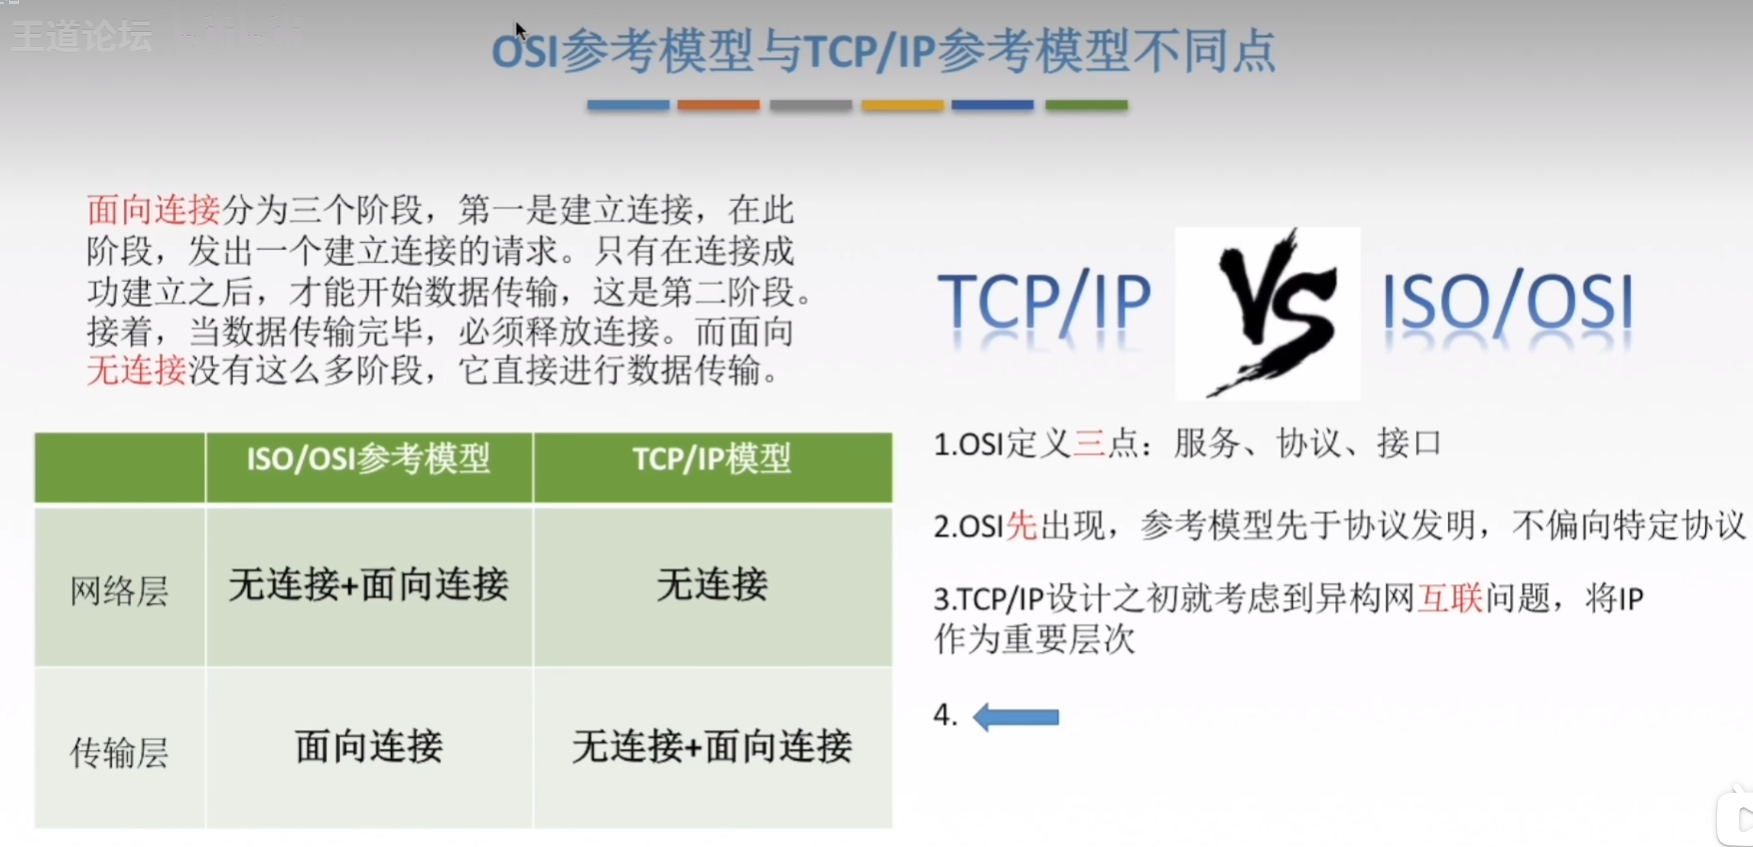 王道论坛
OSI参考模型与TCP/IP参考模型不同点
面向连接分为三个阶段，第一是建立连接，在此
阶段，发出一个建立连接的请求。只有在连接成
功建立之后，才能开始数据传输，这是第二阶段。
接着，当数据传输完毕，必须释放连接。而面向
无连接没有这么多阶段，它直接进行数据传输。
ISO/OSI参考模型
TCP/IP模型
网络层
无连接+面向连接
无连接
传输层
面向连接
无连接+面向连接
TCP/IP
VS
ISO/OSI
1.OSI定义三点：服务、协议、接口
2.OSI先出现，参考模型先于协议发明，不偏向特定协议
3.TCP/IP设计之初就考虑到异构网互联问题，将IP
作为重要层次
4.